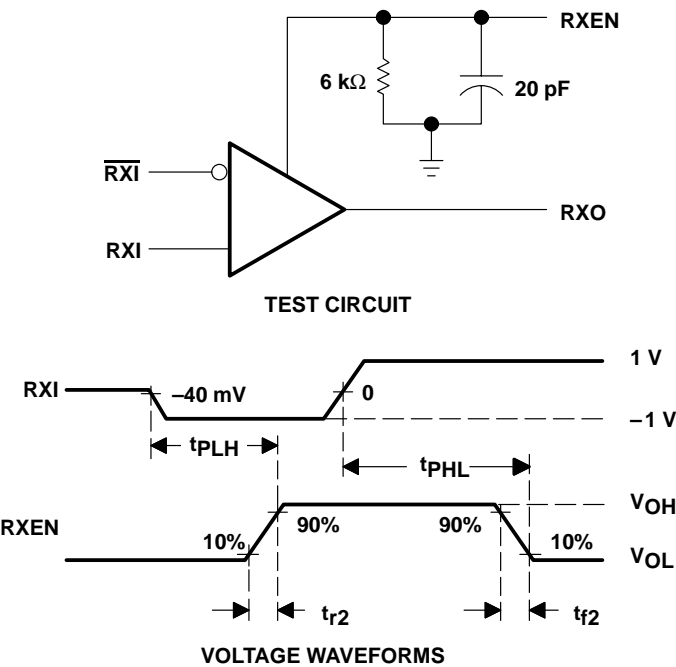 RXEN
6 kΩ
20 pF
R̅X̅I̅
RXI
RXO
TEST CIRCUIT
RXI
–40 mV
0
1 V
–1 V
tPLH
tPHL
RXEN
10%
90%
90%
10%
VOH
VOL
tr2
tf2
VOLTAGE WAVEFORMS